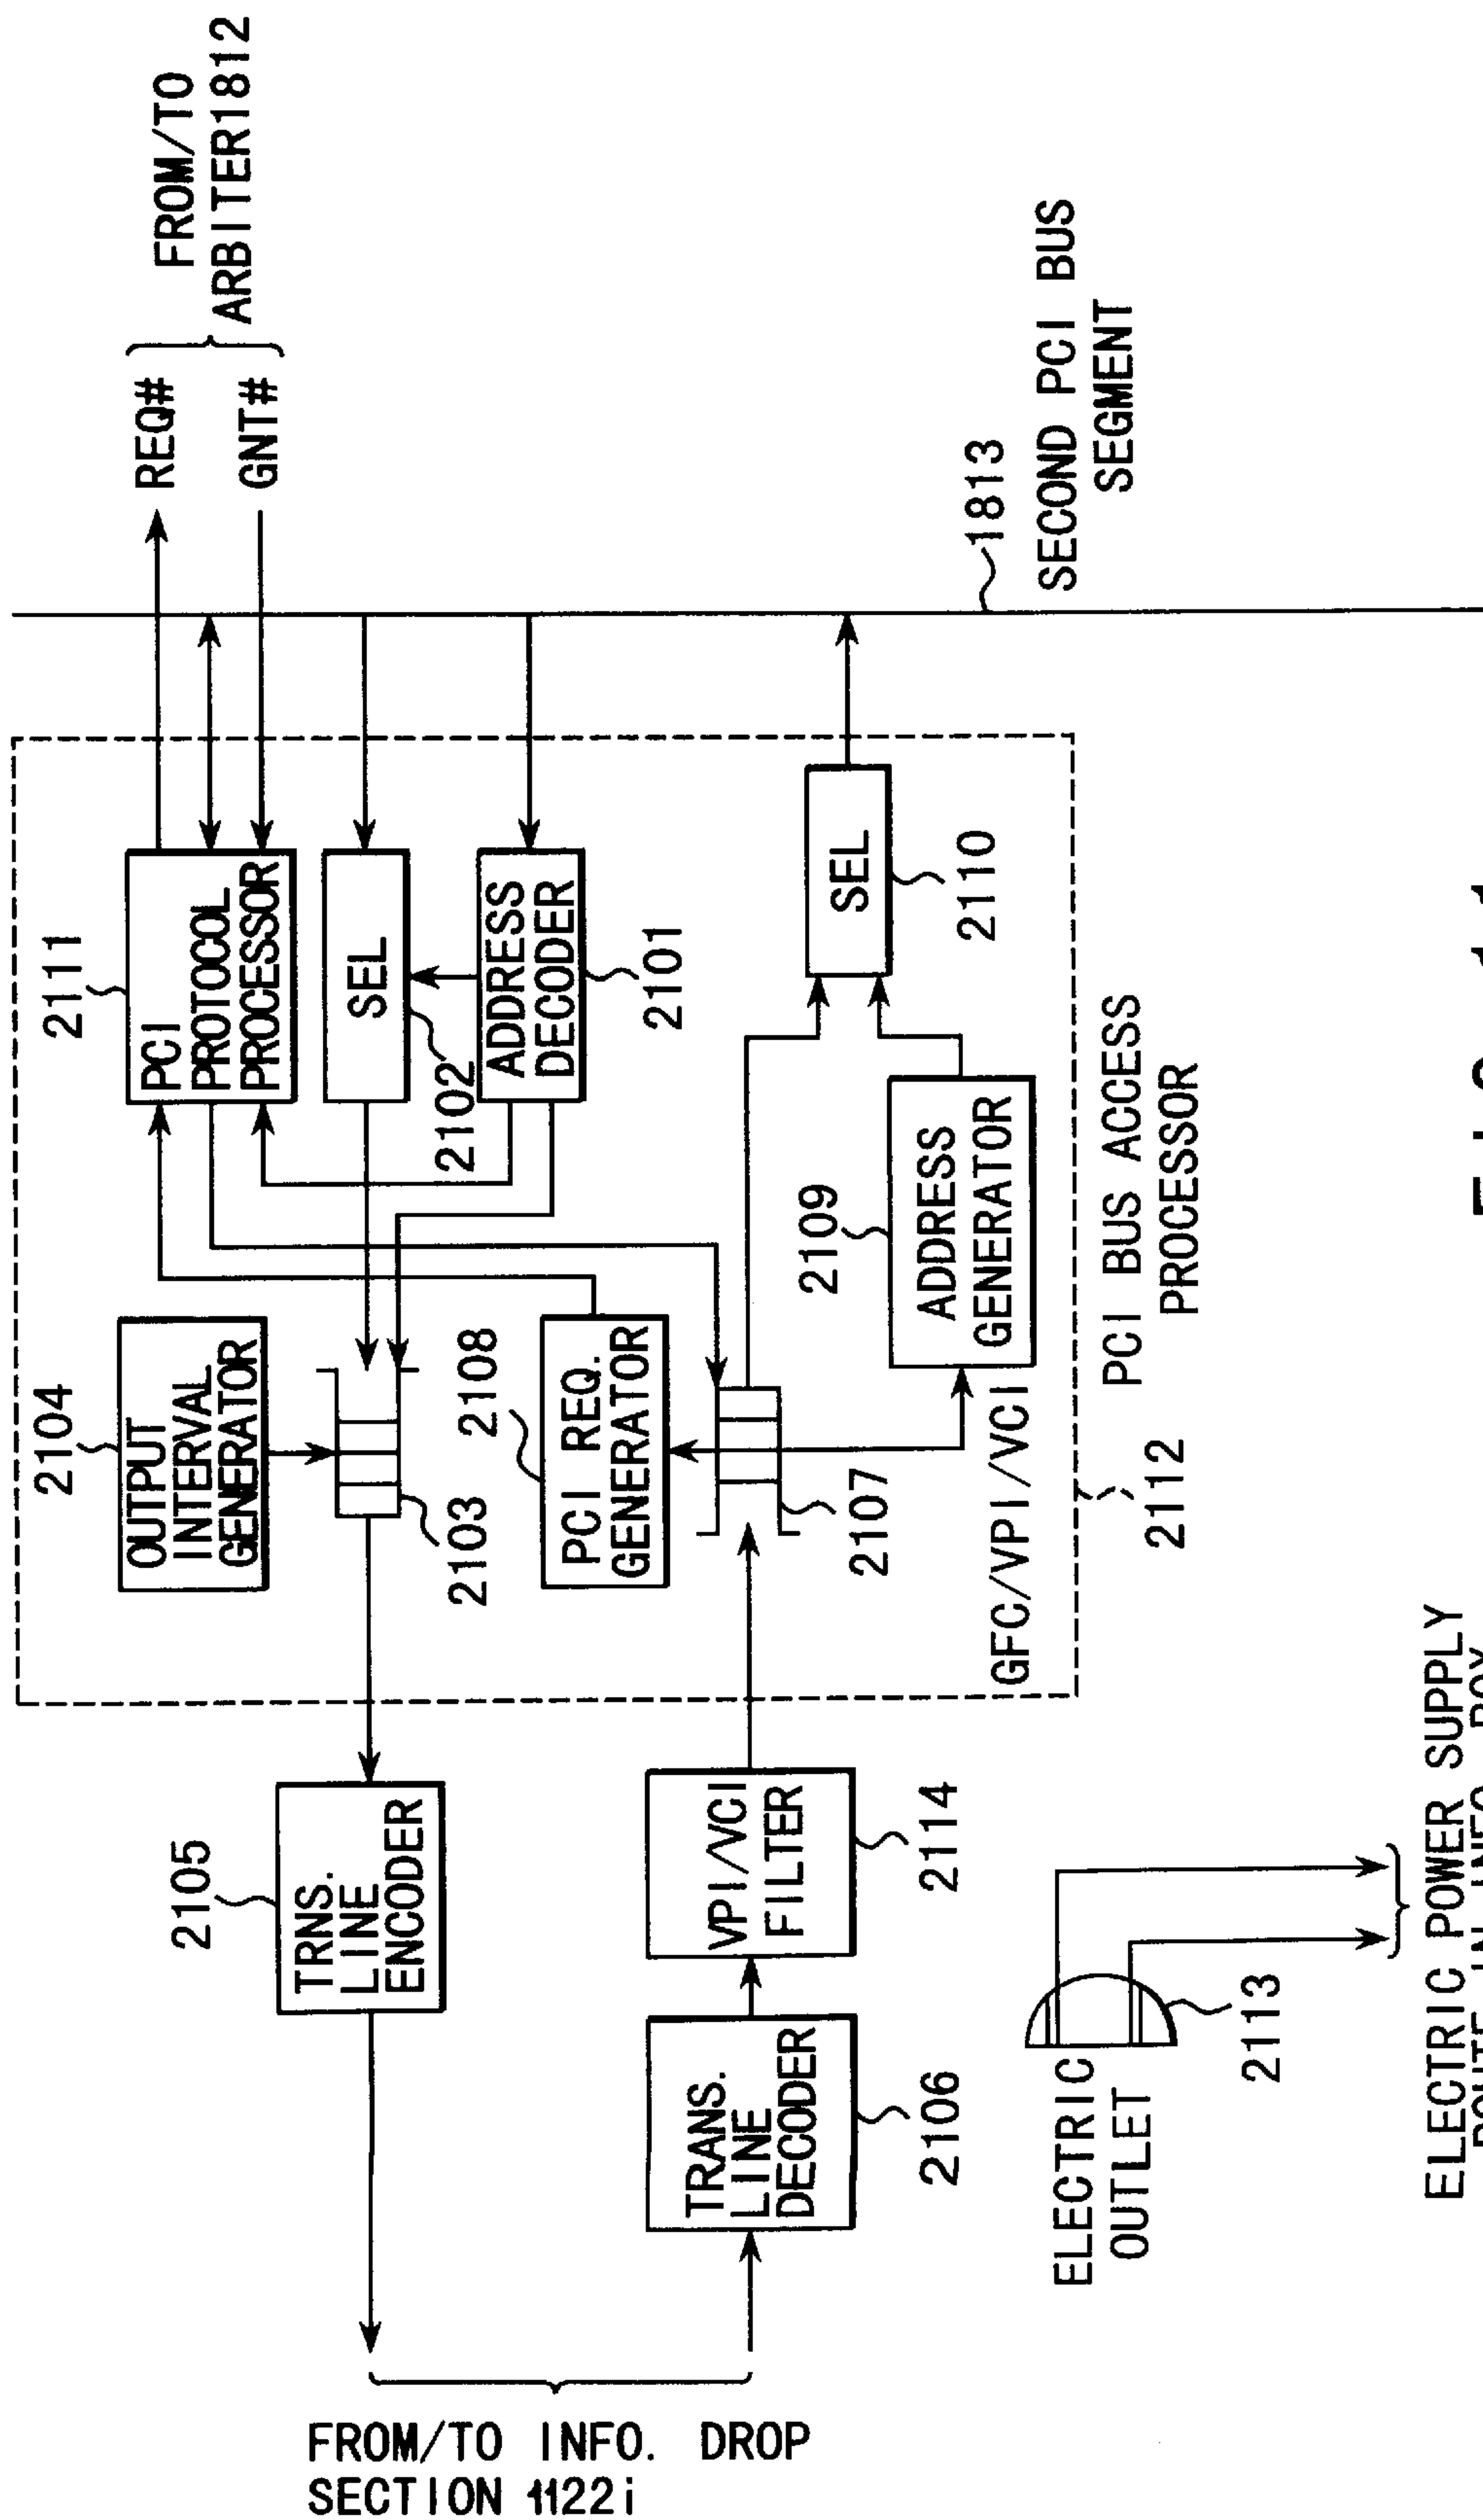 FROM/TO
ARBITER1812
REQ#
GNT#
1813
SECOND PCI BUS
SEGMENT
2111
PCI
PROTOCOL
PROCESSOR
SEL
2102
ADDRESS
DECODER
2101
SEL
2110
2104
OUTPUT
INTERVAL
GENERATOR
2103
2108
PCI REQ.
GENERATOR
2107
2109
ADDRESS
GENERATOR
GFC/VPI/VCI
PCI BUS ACCESS
PROCESSOR
2112
2105
TRNS.
LINE
ENCODER
VPI/VCI
FILTER
2114
TRANS.
LINE
DECODER
2106
ELECTRIC
OUTLET
2113
ELECTRIC POWER SUPPLY
FROM/TO INFO. DROP
SECTION 1122i